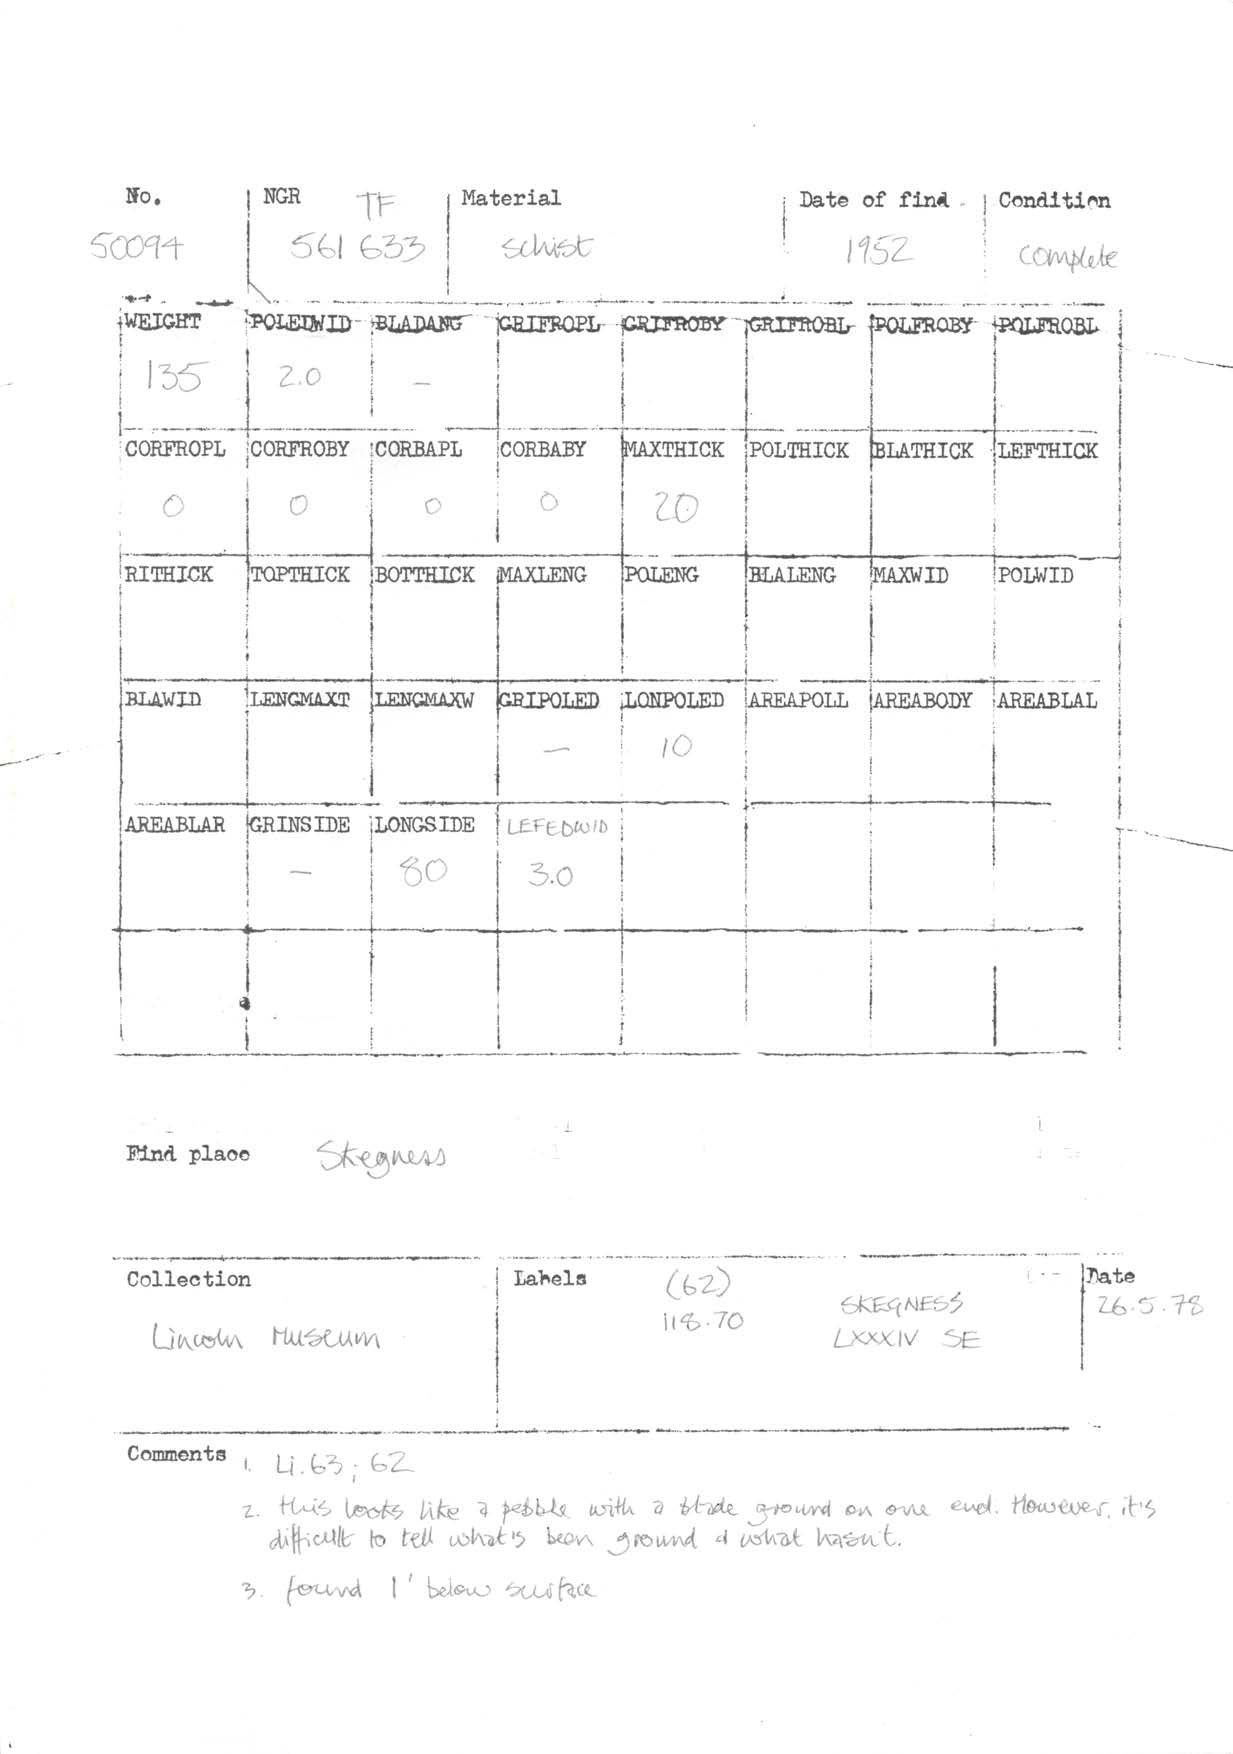 No. NGR TF Material Date of find Condition
50094 561 633 schist 1952 complete
WEIGHT POLEDWID BLADANG GRIFROPL GRIFROBY GRIFROBL POLFROBY POLFROBL
135 2.0 —
CORFROPL CORFROBY CORBAPL CORBABY MAXTHICK POLTHICK BLATHICK LEFTHICK
0 0 0 0 20
RITHICK TOPTHICK BOTTHICK MAXLENG POLENG BLALENG MAXWID POLWID
BLAWID LENGMAXT LENGMAXW GRIPOLED LONPOLED AREAPOLL AREABODY AREABLAL
— 10
AREABLAR GRINSIDE LONGSIDE LEFEDWID
— 80 3.0
Find place Skegness
Collection Labels (62) Date
118.70 SKEGNESS 26.5.78
Lincoln Museum LXXXIV SE
Comments 1. Li.63; 62
2. this looks like a pebble with a blade ground on one end. However, it's
difficult to tell what's been ground & what hasn't.
3. found 1' below surface